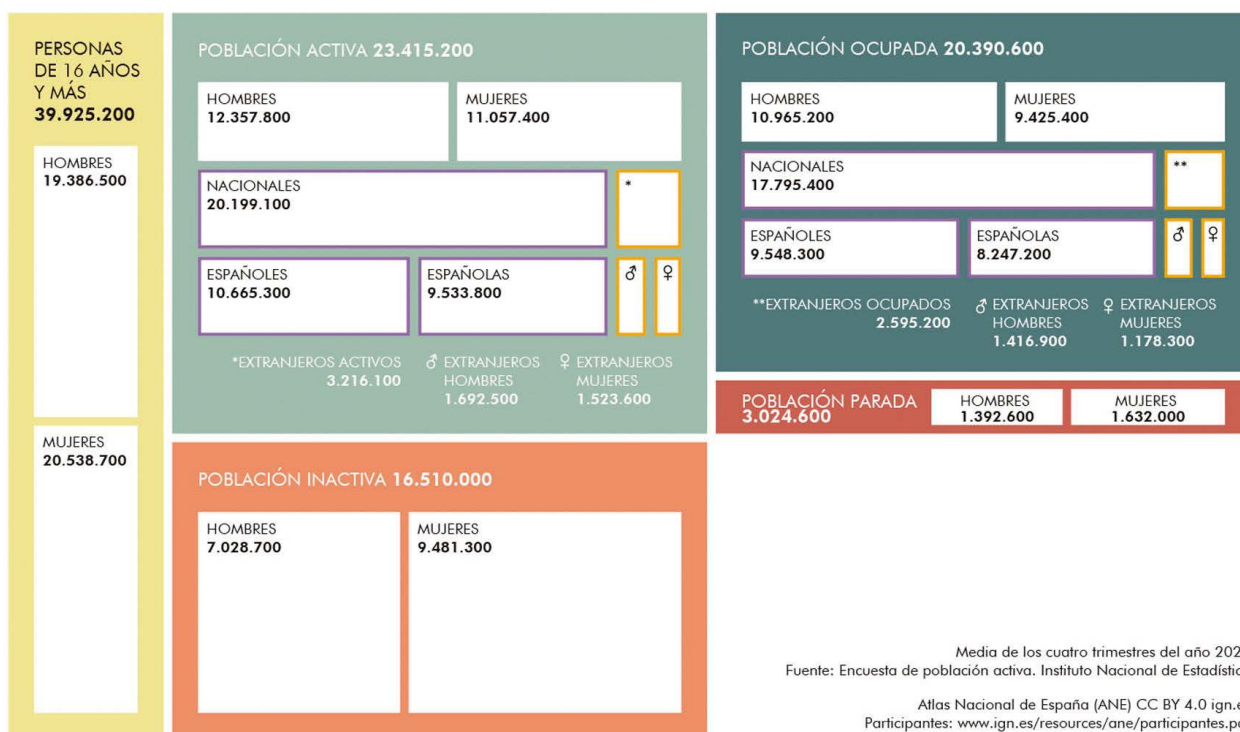 PERSONAS
DE 16 AÑOS
Y MÁS
39.925.200
HOMBRES
19.386.500
MUJERES
20.538.700
POBLACIÓN ACTIVA 23.415.200
HOMBRES
12.357.800
MUJERES
11.057.400
NACIONALES
20.199.100
*
ESPAÑOLES
10.665.300
ESPAÑOLAS
9.533.800
♂
♀
*EXTRANJEROS ACTIVOS
3.216.100
♂ EXTRANJEROS
HOMBRES
1.692.500
♀ EXTRANJEROS
MUJERES
1.523.600
POBLACIÓN INACTIVA 16.510.000
HOMBRES
7.028.700
MUJERES
9.481.300
POBLACIÓN OCUPADA 20.390.600
HOMBRES
10.965.200
MUJERES
9.425.400
NACIONALES
17.795.400
**
ESPAÑOLES
9.548.300
ESPAÑOLAS
8.247.200
♂
♀
**EXTRANJEROS OCUPADOS
2.595.200
♂ EXTRANJEROS
HOMBRES
1.416.900
♀ EXTRANJEROS
MUJERES
1.178.300
POBLACIÓN PARADA
3.024.600
HOMBRES
1.392.600
MUJERES
1.632.000
Media de los cuatro trimestres del año
Fuente: Encuesta de población activa. Instituto Nacional de
Atlas Nacional de España (ANE) CC BY 4.0
Participantes: